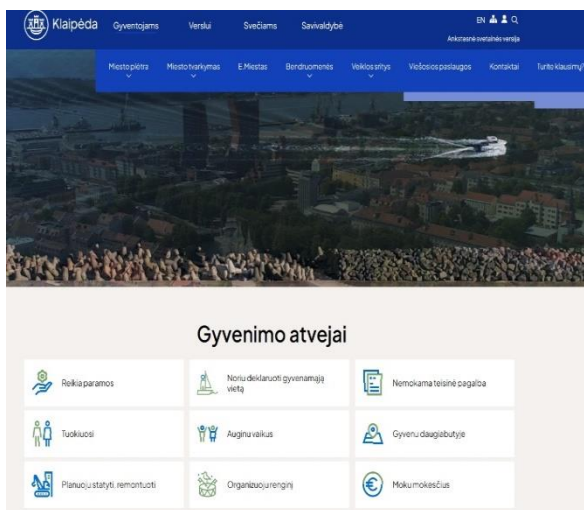 Klaipėda Gyventojams Verslui Svečiams Savivaldybė EN
Ankstesnė svetainės versija
Miesto plėtra Miesto tvarkymas E.Miestas Bendruomenės Veiklos sritys Viešosios paslaugos Kontaktai Turite klausimų?
Gyvenimo atvejai
Reikia paramos
Noriu deklaruoti gyvenamąją
vietą
Nemokama teisinė pagalba
Tuokiuosi
Auginu vaikus
Gyvenu daugiabutyje
Planuoju statyti, remontuoti
Organizuoju renginį
Moku mokesčius